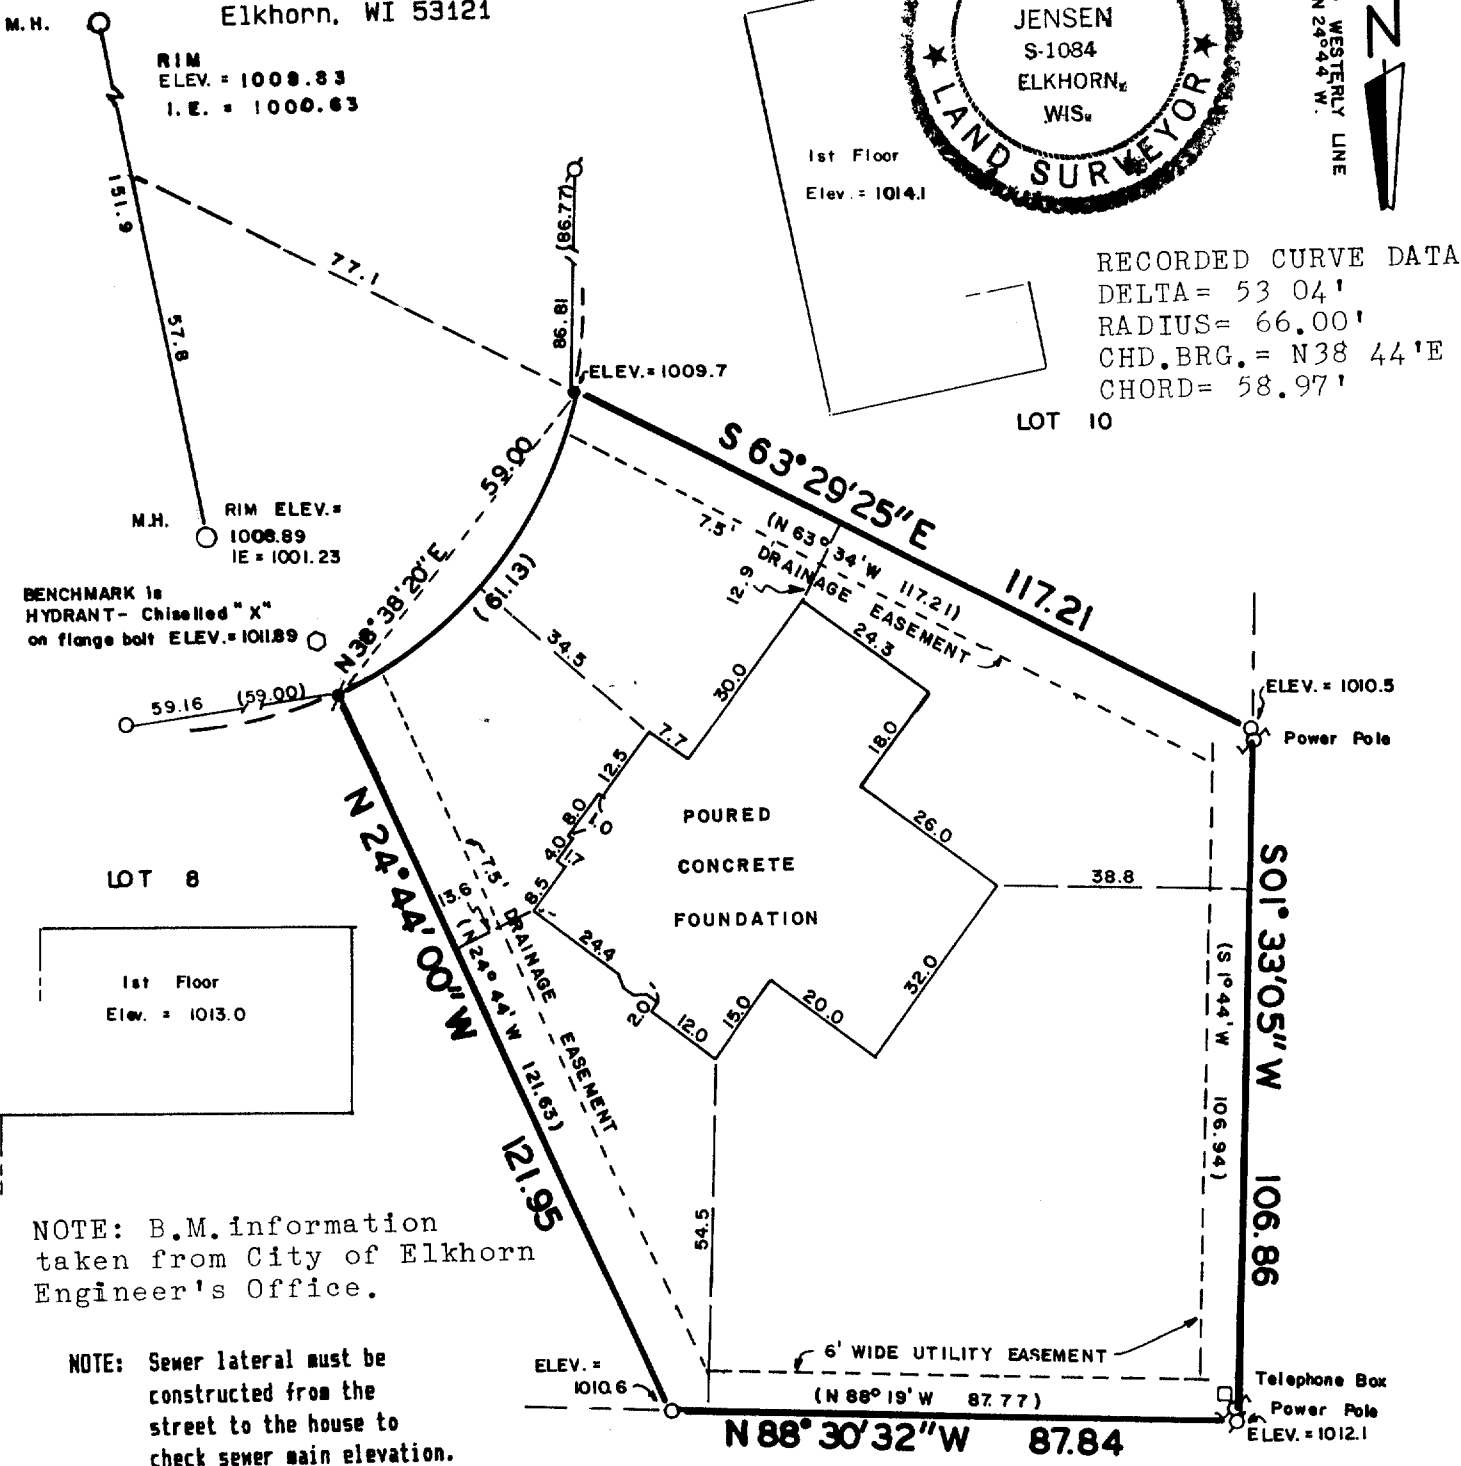 M.H.
Elkhorn, WI 53121
RIM
ELEV. = 1009.83
I.E. = 1000.63
JENSEN
S-1084
ELKHORN,
WIS.
★ LAND SURVEYOR ★
WESTERLY LINE
N 24°44' W.
N
1st Floor
Elev. = 1014.1
151.9
57.8
77.1
(86.77)
86.81
ELEV.= 1009.7
RECORDED CURVE DATA
DELTA= 53 04'
RADIUS= 66.00'
CHD.BRG.= N38 44'E
CHORD= 58.97'
LOT 10
M.H.
RIM ELEV.=
1008.89
IE = 1001.23
BENCHMARK is
HYDRANT- Chiselled "X"
on flange bolt ELEV.= 1011.89
59.16 (59.00)
N 38°38'20" E 59.00
(61.13)
S 63°29'25" E 117.21
(N 63° 34' W 117.21)
7.5' DRAINAGE EASEMENT
12.9
34.5
24.3
30.0
7.7
18.0
12.5
8.0
1.0
4.0
1.7
8.5
26.0
38.8
ELEV. = 1010.5
Power Pole
POURED
CONCRETE
FOUNDATION
LOT 8
1st Floor
Elev. = 1013.0
N 24°44'00" W 121.95
(N 24° 44' W 121.63)
7.5' DRAINAGE EASEMENT
13.6
24.4
2.0
12.0
15.0
20.0
32.0
54.5
S01° 33'05" W 106.86
(S 1° 44' W 106.94)
NOTE: B.M. information
taken from City of Elkhorn
Engineer's Office.
NOTE: Sewer lateral must be
constructed from the
street to the house to
check sewer main elevation.
ELEV. =
1010.6
6' WIDE UTILITY EASEMENT
(N 88° 19' W 87.77)
N 88° 30' 32" W 87.84
Telephone Box
Power Pole
ELEV. = 1012.1